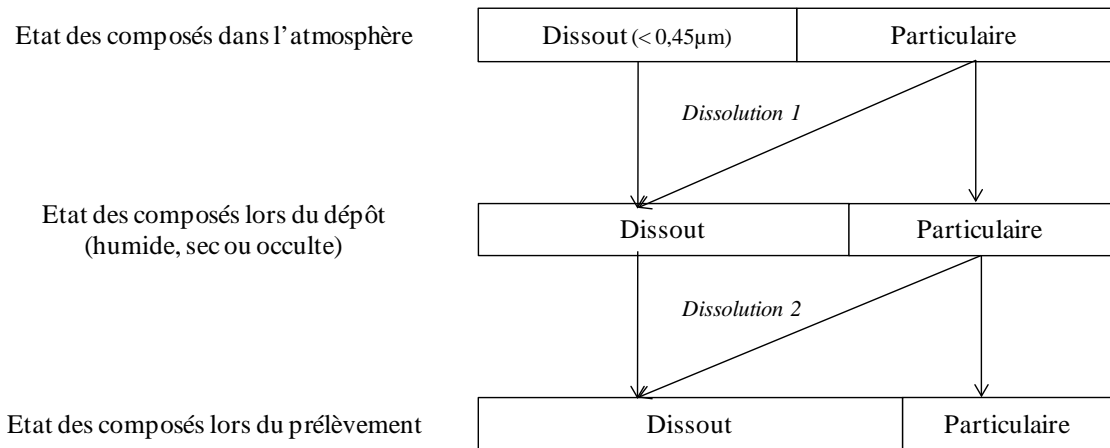 Etat des composés dans l'atmosphère
Dissout (< 0,45µm)
Particulaire
Dissolution 1
Etat des composés lors du dépôt
(humide, sec ou occulte)
Dissout
Particulaire
Dissolution 2
Etat des composés lors du prélèvement
Dissout
Particulaire